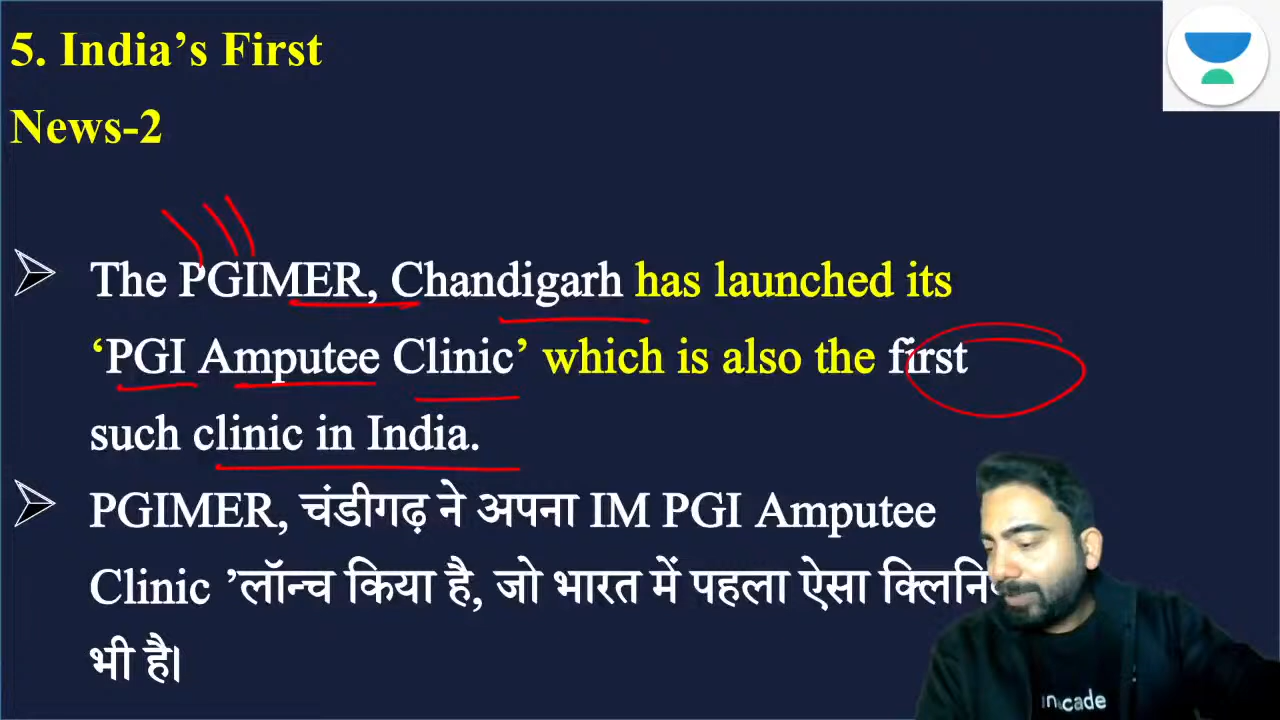 5. India’s First
News-2
The PGIMER, Chandigarh has launched its
‘PGI Amputee Clinic’ which is also the first
such clinic in India.
PGIMER, चंडीगढ़ ने अपना IM PGI Amputee
Clinic ’लॉन्च किया है, जो भारत में पहला ऐसा
भी है।